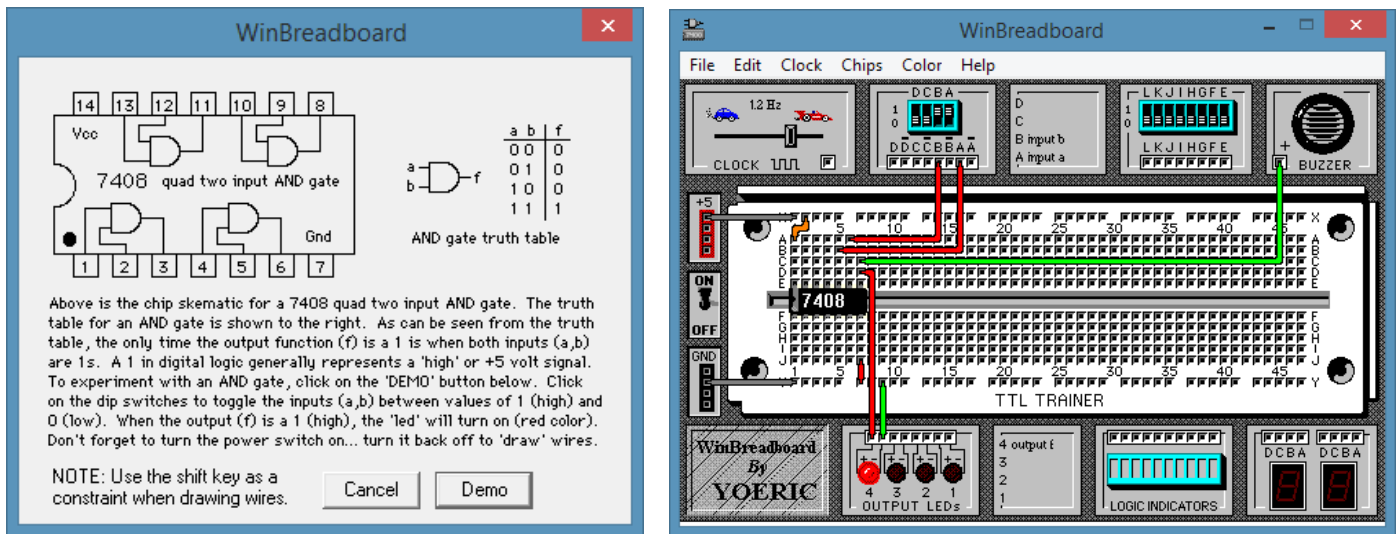 WinBreadboard
14 13 12 11 10 9 8
Vcc
7408 quad two input AND gate
Gnd
1 2 3 4 5 6 7
a b f
0 0 0
0 1 0
1 0 0
1 1 1
a
b
f
AND gate truth table
Above is the chip skematic for a 7408 quad two input AND gate. The truth
table for an AND gate is shown to the right. As can be seen from the truth
table, the only time the output function (f) is a 1 is when both inputs (a,b)
are 1s. A 1 in digital logic generally represents a 'high' or +5 volt signal.
To experiment with an AND gate, click on the 'DEMO' button below. Click
on the dip switches to toggle the inputs (a,b) between values of 1 (high) and
0 (low). When the output (f) is a 1 (high), the 'led' will turn on (red color).
Don't forget to turn the power switch on... turn it back off to 'draw' wires.
NOTE: Use the shift key as a
constraint when drawing wires.
Cancel Demo
WinBreadboard
File Edit Clock Chips Color Help
1.2 Hz
CLOCK
DCBA
1
0
DDCCBBAA
D
C
B input b
A input a
LKJIHGFE
1
0
LKJIHGFE
+
BUZZER
+5
X
5 10 15 20 25 30 35 40 45
A
B
C
D
E
ON
OFF
7408
F
G
H
I
J
GND
1 5 10 15 20 25 30 35 40 45
Y
TTL TRAINER
WinBreadboard
By
YOERIC
+ - + - + - + -
4 3 2 1
OUTPUT LEDs
4 output f
3
2
1
LOGIC INDICATORS
DCBA DCBA